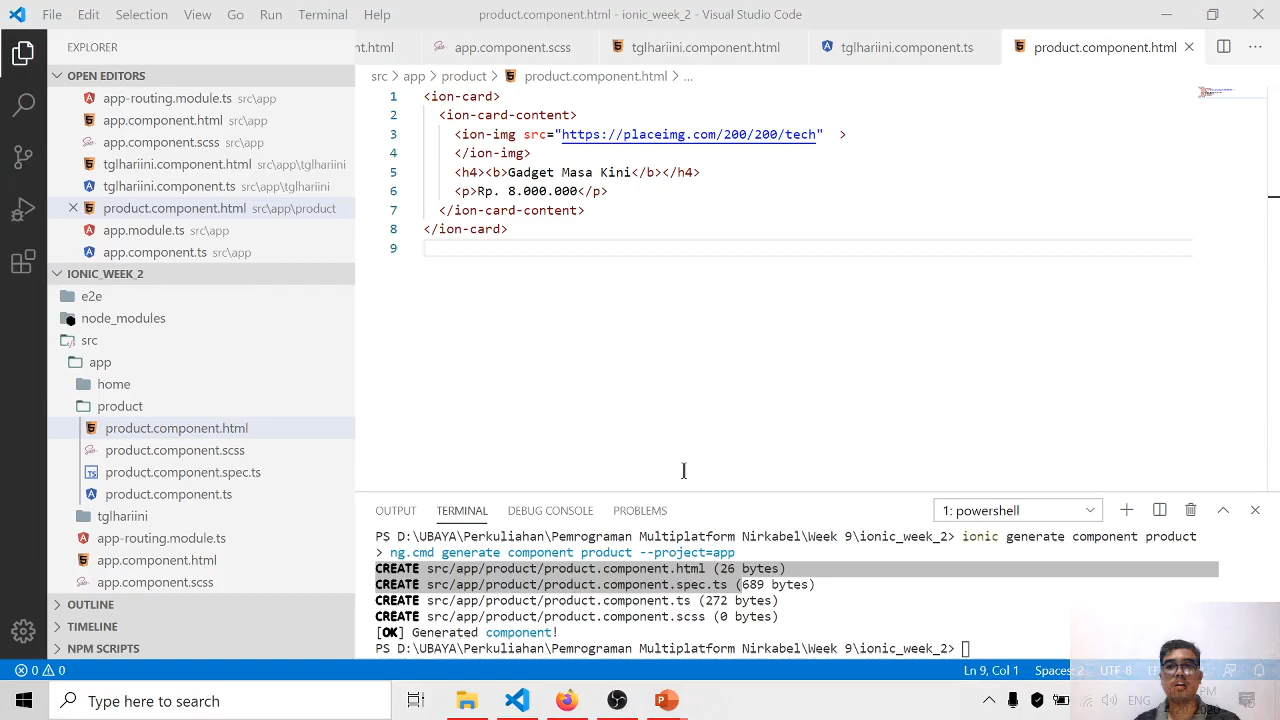 File Edit Selection View Go Run Terminal Help product.component.html - ionic_week_2 - Visual Studio Code
EXPLORER
nt.html app.component.scss tglhariini.component.html tglhariini.component.ts product.component.html
OPEN EDITORS
app-routing.module.ts src\app
app.component.html src\app
app.component.scss src\app
tglhariini.component.html src\app\tglhariini
tglhariini.component.ts src\app\tglhariini
product.component.html src\app\product
app.module.ts src\app
app.component.ts src\app
IONIC_WEEK_2
e2e
node_modules
src
app
home
product
product.component.html
product.component.scss
product.component.spec.ts
product.component.ts
tglhariini
app-routing.module.ts
app.component.html
app.component.scss
OUTLINE
TIMELINE
NPM SCRIPTS
src > app > product > product.component.html > ...
1 <ion-card>
2 <ion-card-content>
3 <ion-img src="https://placeimg.com/200/200/tech" >
4 </ion-img>
5 <h4><b>Gadget Masa Kini</b></h4>
6 <p>Rp. 8.000.000</p>
7 </ion-card-content>
8 </ion-card>
9
OUTPUT TERMINAL DEBUG CONSOLE PROBLEMS 1: powershell
PS D:\UBAYA\Perkuliahan\Pemrograman Multiplatform Nirkabel\Week 9\ionic_week_2> ionic generate component product
> ng.cmd generate component product --project=app
CREATE src/app/product/product.component.html (26 bytes)
CREATE src/app/product/product.component.spec.ts (689 bytes)
CREATE src/app/product/product.component.ts (272 bytes)
CREATE src/app/product/product.component.scss (0 bytes)
[OK] Generated component!
PS D:\UBAYA\Perkuliahan\Pemrograman Multiplatform Nirkabel\Week 9\ionic_week_2>
0 0 Ln 9, Col 1 Spaces: 2 UTF-8
Type here to search ENG